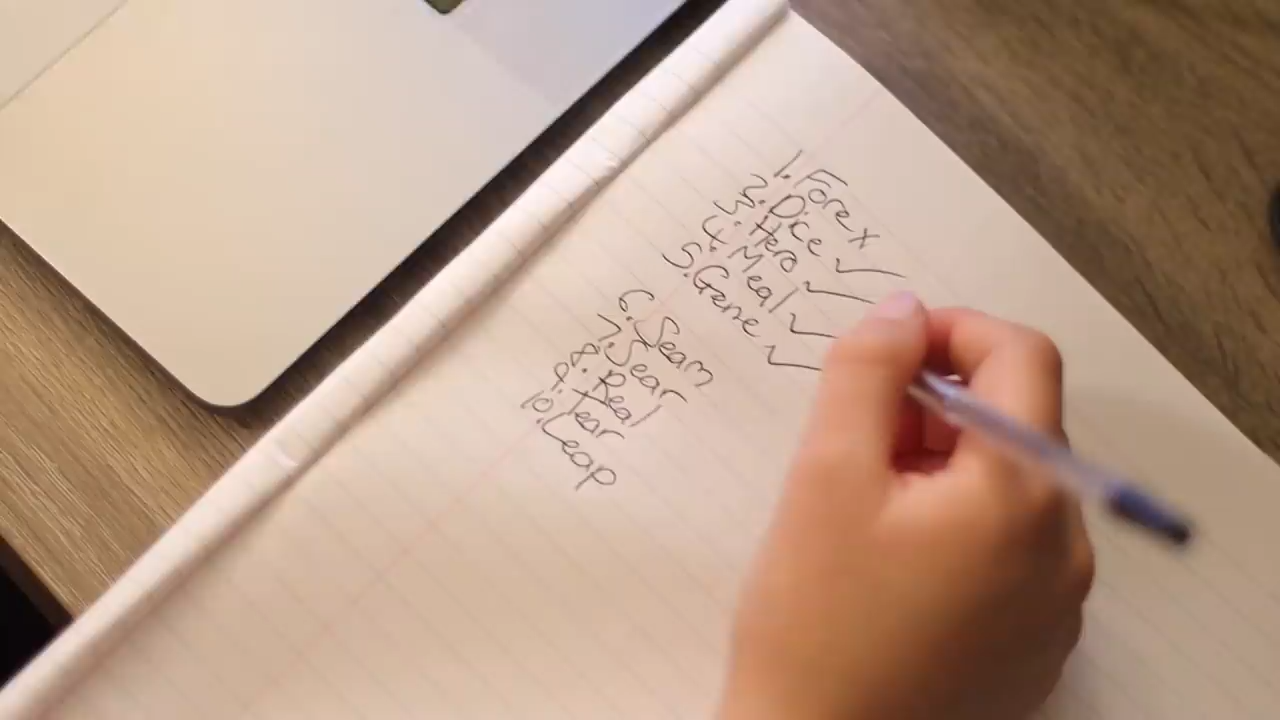 1. Forex
2. Dice ✓
3. Hero ✓
4. Meal ✓
5. Gene ✓
6. Seam
7. Sear
8. Real
9. Tear
10. Leap